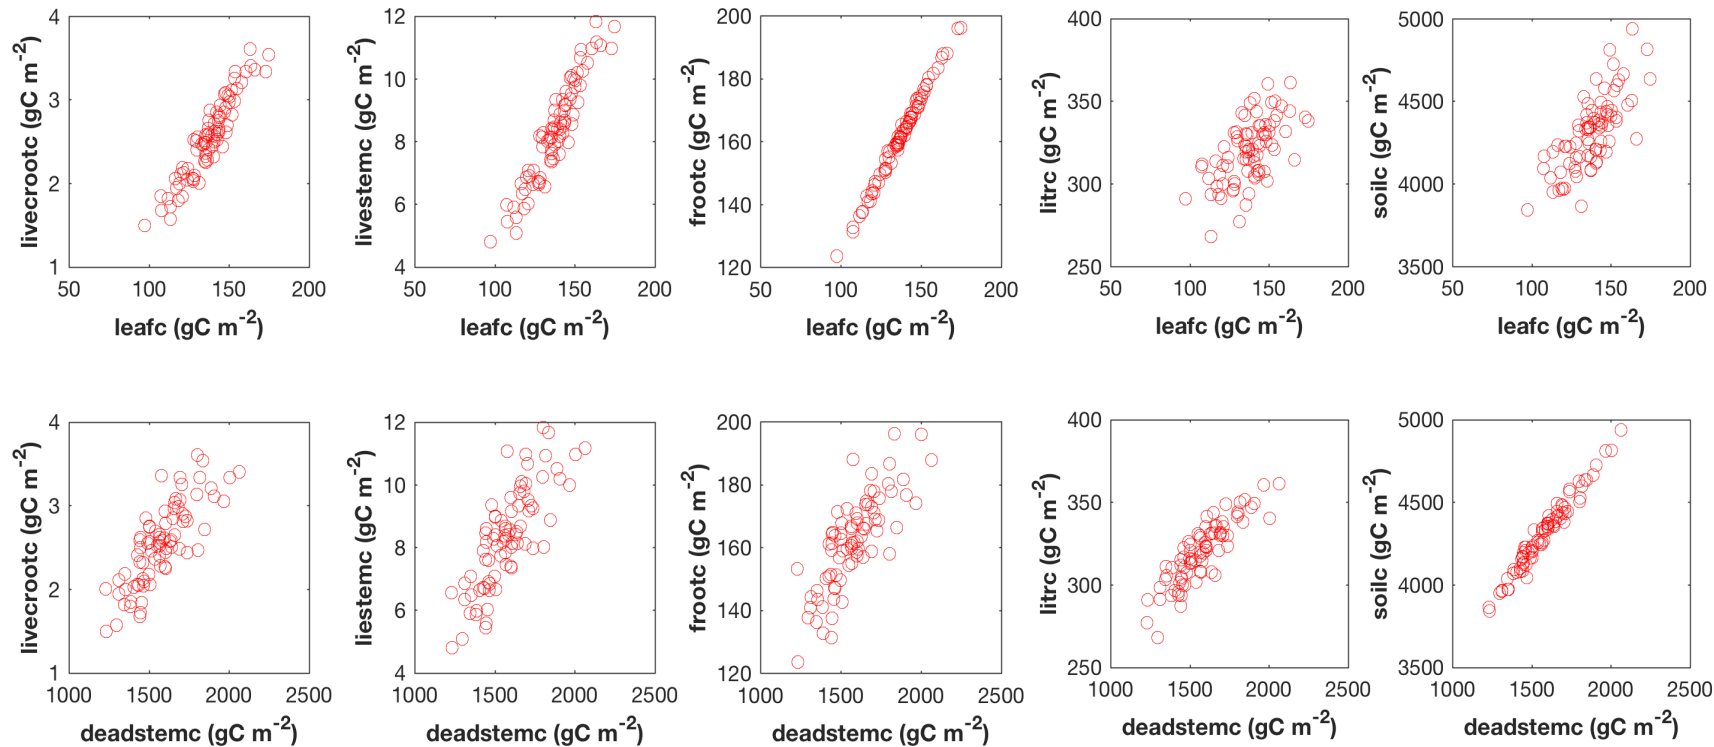 4 3 2 1
livecrootc (gC m-2)
50 100 150 200
leafc (gC m-2)
12 10 8 6 4
livestemc (gC m-2)
50 100 150 200
leafc (gC m-2)
200 180 160 140 120
frootc (gC m-2)
50 100 150 200
leafc (gC m-2)
400 350 300 250
litrc (gC m-2)
50 100 150 200
leafc (gC m-2)
5000 4500 4000 3500
soilc (gC m-2)
50 100 150 200
leafc (gC m-2)
4 3 2 1
livecrootc (gC m-2)
1000 1500 2000 2500
deadstemc (gC m-2)
12 10 8 6 4
liestemc (gC m-2)
1000 1500 2000 2500
deadstemc (gC m-2)
200 180 160 140 120
frootc (gC m-2)
1000 1500 2000 2500
deadstemc (gC m-2)
400 350 300 250
litrc (gC m-2)
1000 1500 2000 2500
deadstemc (gC m-2)
5000 4500 4000 3500
soilc (gC m-2)
1000 1500 2000 2500
deadstemc (gC m-2)